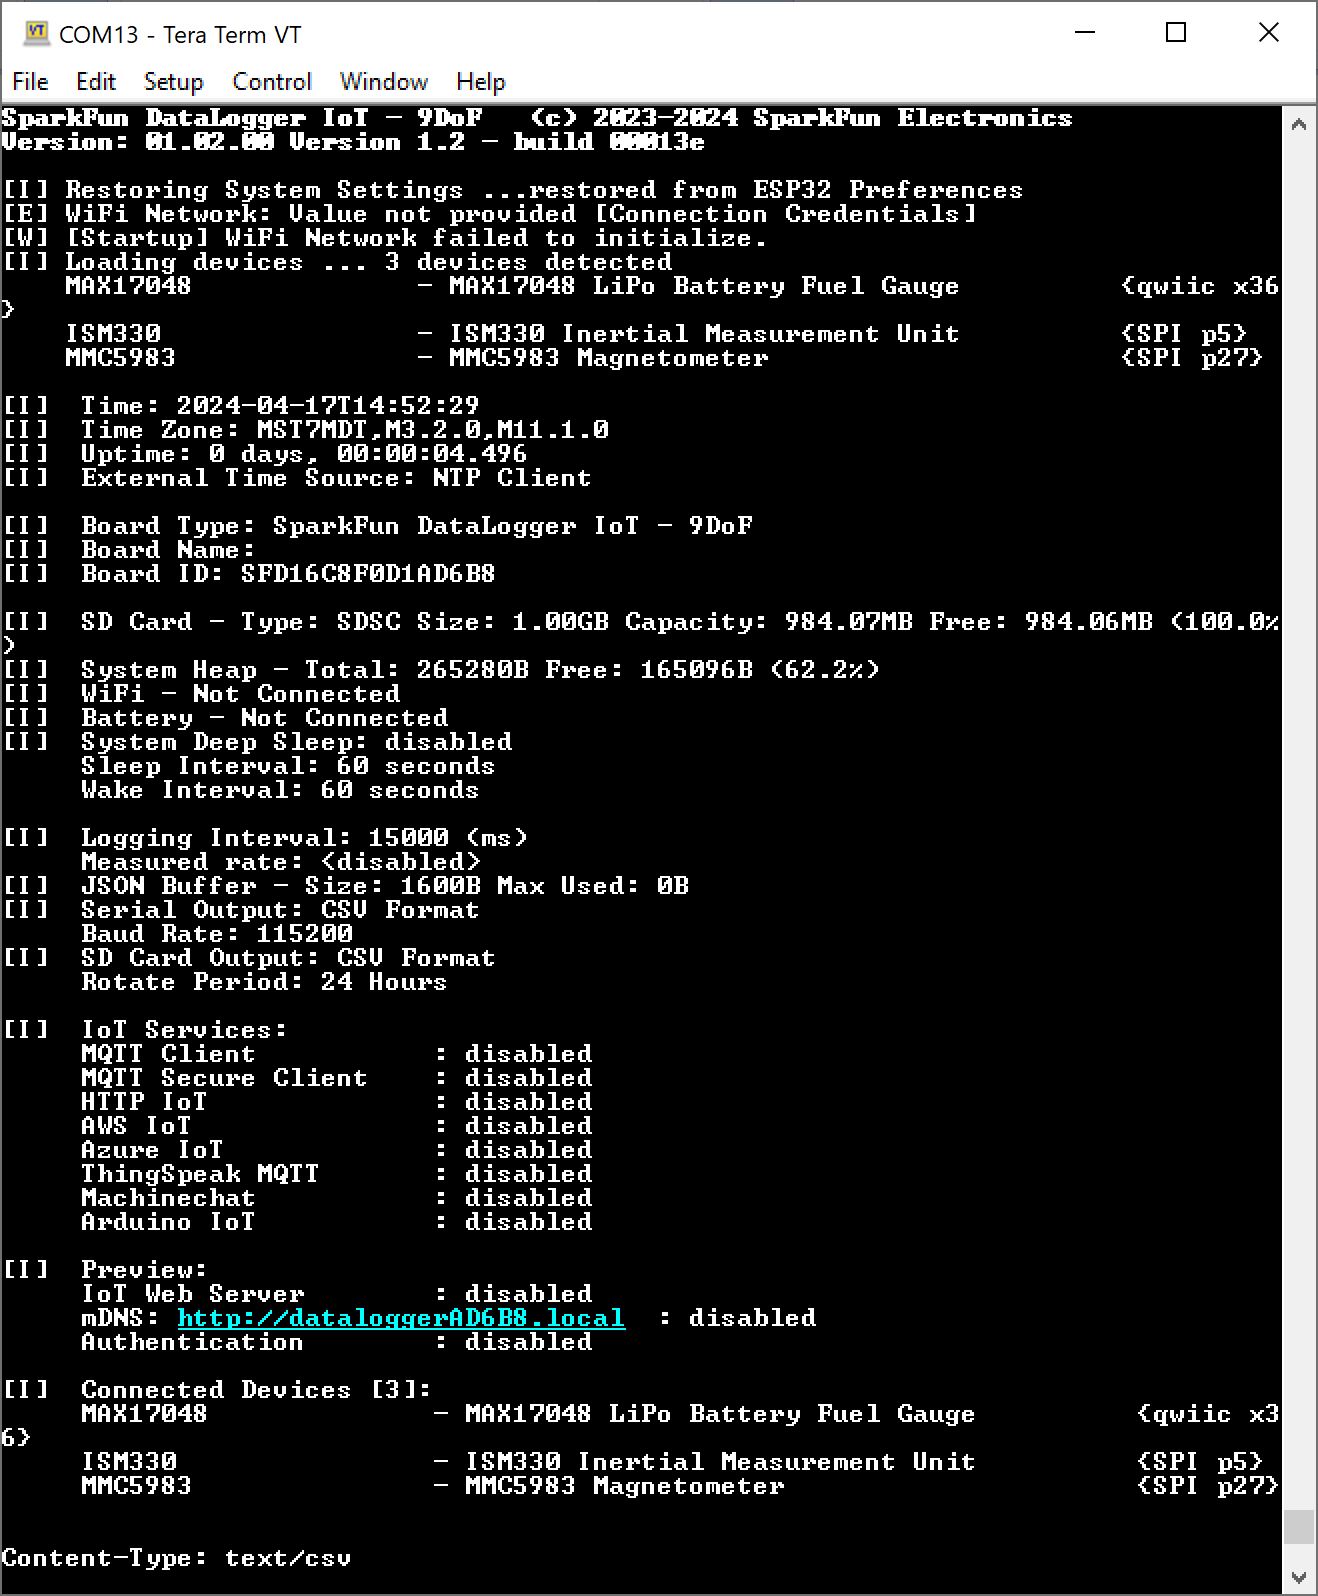 COM13 - Tera Term VT
File Edit Setup Control Window Help
SparkFun DataLogger IoT - 9DoF   (c) 2023-2024 SparkFun Electronics
Version: 01.02.00 Version 1.2 - build 00013e
[I] Restoring System Settings ...restored from ESP32 Preferences
[E] WiFi Network: Value not provided [Connection Credentials]
[W] [Startup] WiFi Network failed to initialize.
[I] Loading devices ... 3 devices detected
    MAX17048              - MAX17048 LiPo Battery Fuel Gauge          {qwiic x36
}
    ISM330                - ISM330 Inertial Measurement Unit          {SPI p5}
    MMC5983               - MMC5983 Magnetometer                      {SPI p27}
[I]  Time: 2024-04-17T14:52:29
[I]  Time Zone: MST7MDT,M3.2.0,M11.1.0
[I]  Uptime: 0 days, 00:00:04.496
[I]  External Time Source: NTP Client
[I]  Board Type: SparkFun DataLogger IoT - 9DoF
[I]  Board Name:
[I]  Board ID: SFD16C8F0D1AD6B8
[I]  SD Card - Type: SDSC Size: 1.00GB Capacity: 984.07MB Free: 984.06MB (100.0%
)
[I]  System Heap - Total: 265280B Free: 165096B (62.2%)
[I]  WiFi - Not Connected
[I]  Battery - Not Connected
[I]  System Deep Sleep: disabled
     Sleep Interval: 60 seconds
     Wake Interval: 60 seconds
[I]  Logging Interval: 15000 (ms)
     Measured rate: <disabled>
[I]  JSON Buffer - Size: 1600B Max Used: 0B
[I]  Serial Output: CSV Format
     Baud Rate: 115200
[I]  SD Card Output: CSV Format
     Rotate Period: 24 Hours
[I]  IoT Services:
     MQTT Client           : disabled
     MQTT Secure Client    : disabled
     HTTP IoT              : disabled
     AWS IoT               : disabled
     Azure IoT             : disabled
     ThingSpeak MQTT       : disabled
     Machinechat           : disabled
     Arduino IoT           : disabled
[I]  Preview:
     IoT Web Server        : disabled
     mDNS: http://dataloggerAD6B8.local  : disabled
     Authentication        : disabled
[I]  Connected Devices [3]:
     MAX17048              - MAX17048 LiPo Battery Fuel Gauge          {qwiic x3
6}
     ISM330                - ISM330 Inertial Measurement Unit          {SPI p5}
     MMC5983               - MMC5983 Magnetometer                      {SPI p27}
Content-Type: text/csv